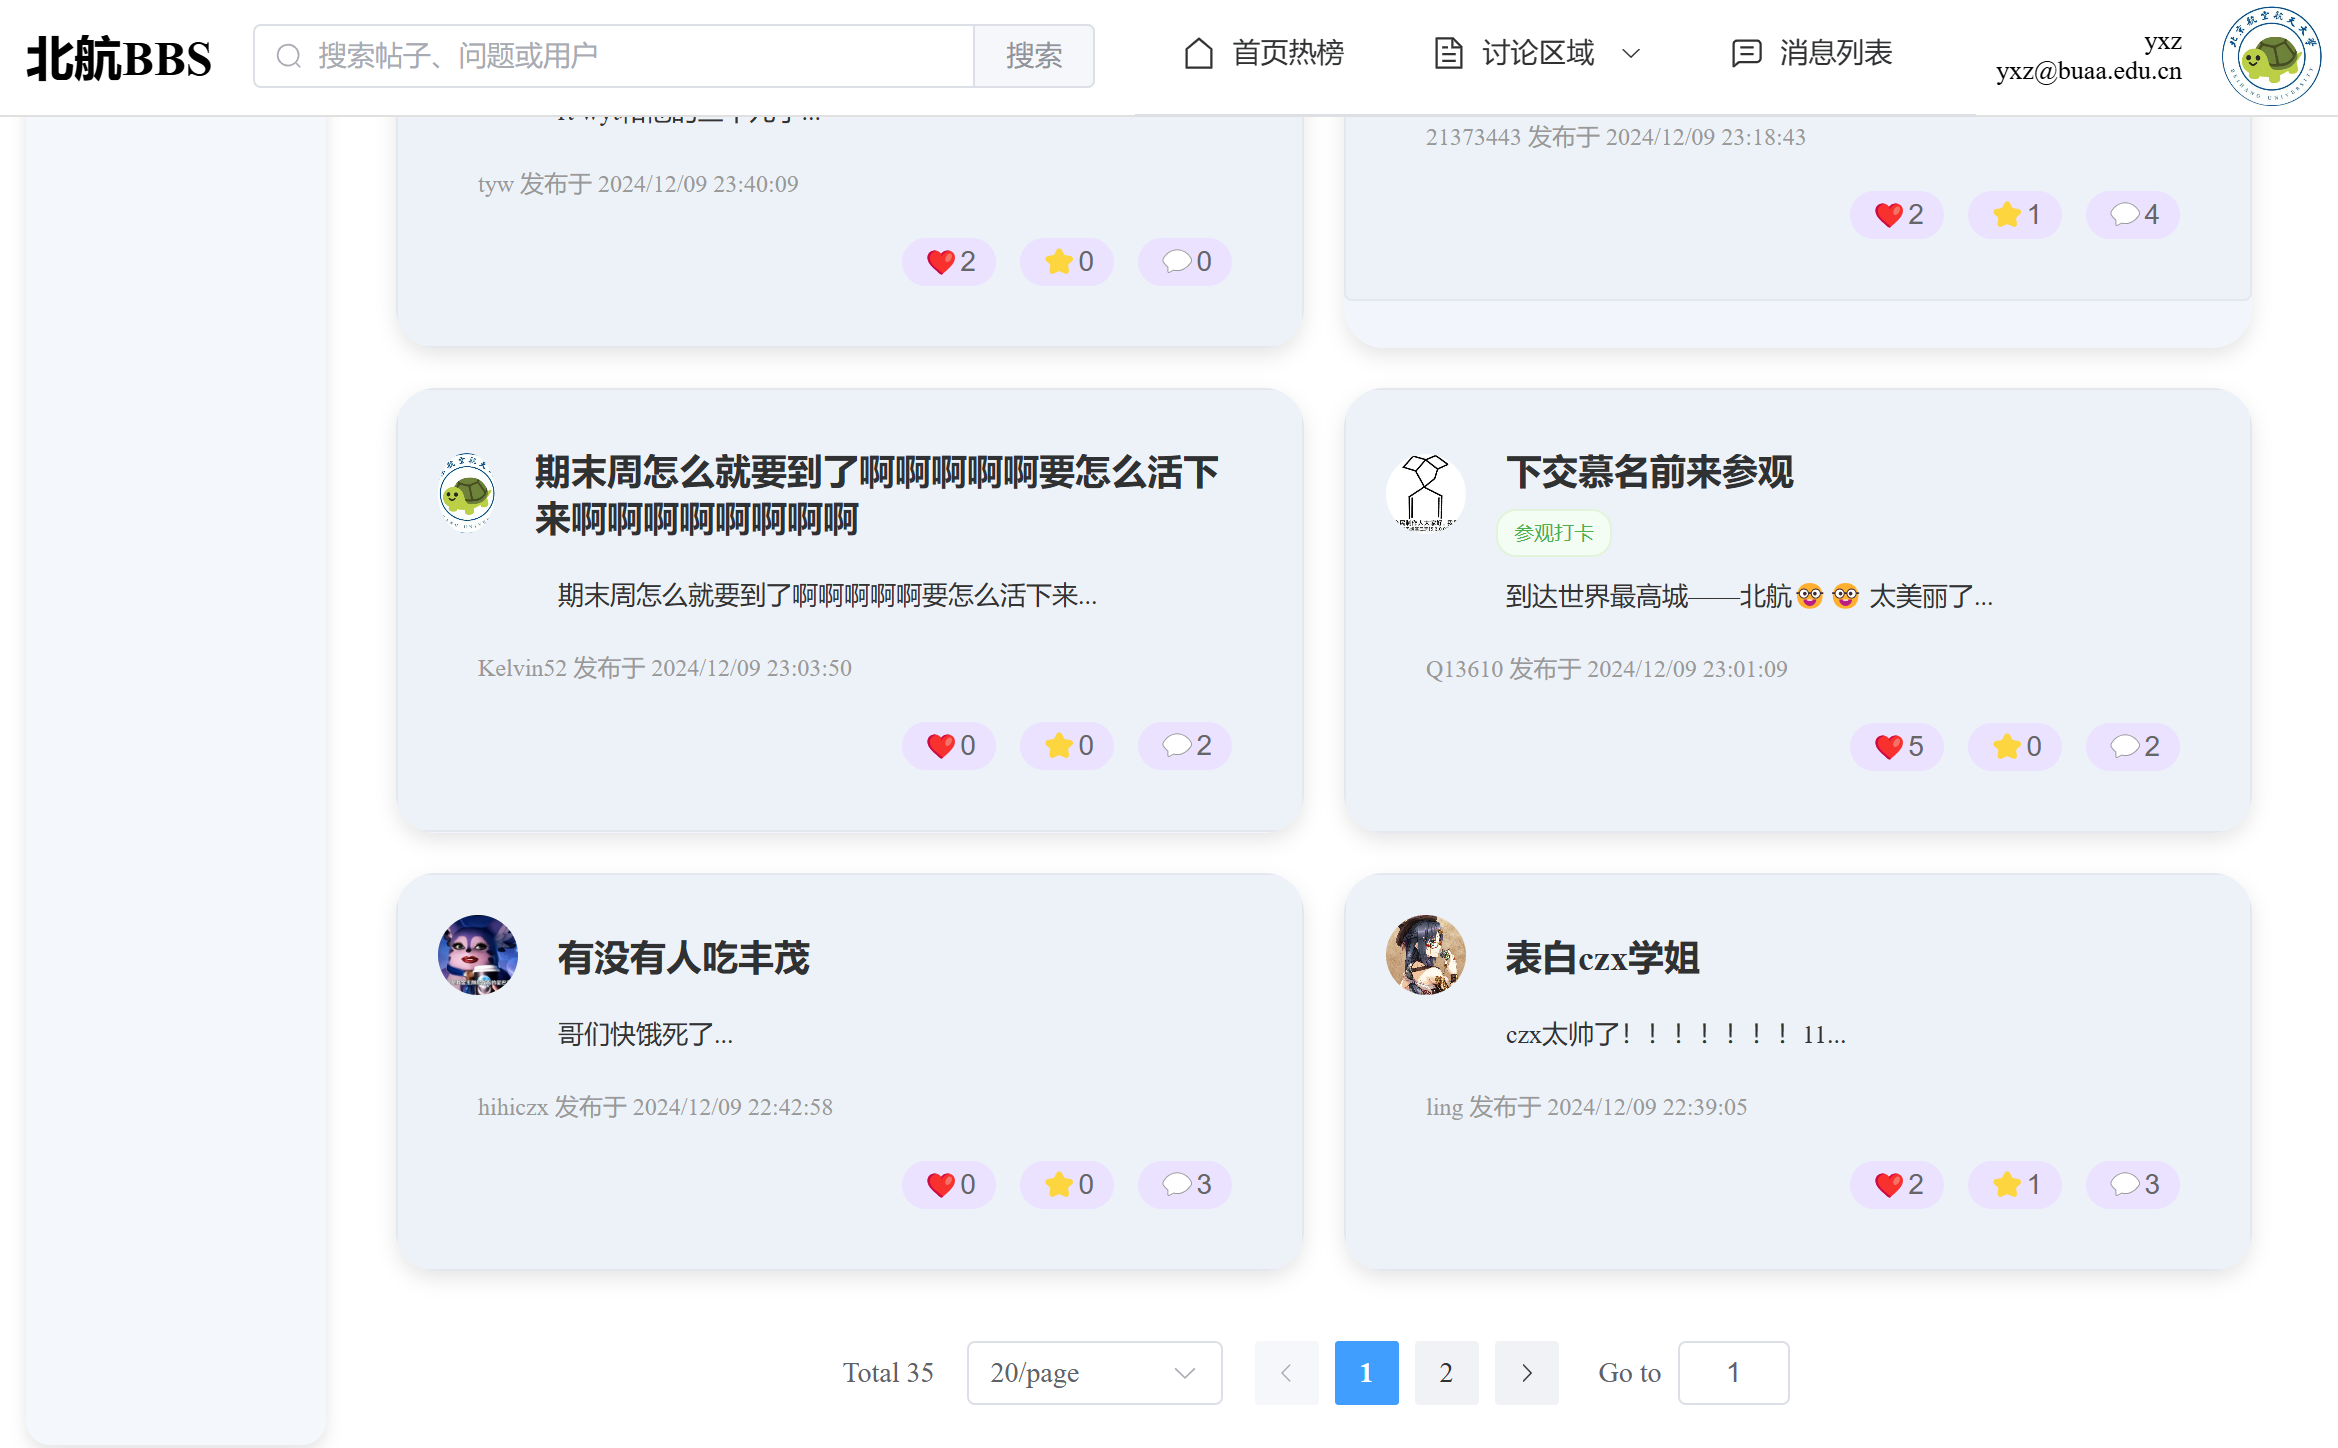 北航BBS
搜索帖子、问题或用户
搜索
首页热榜
讨论区域
消息列表
yxz
yxz@buaa.edu.cn
tyw 发布于 2024/12/09 23:40:09
2
0
0
21373443 发布于 2024/12/09 23:18:43
2
1
4
期末周怎么就要到了啊啊啊啊啊要怎么活下
来啊啊啊啊啊啊啊啊
期末周怎么就要到了啊啊啊啊啊要怎么活下来...
Kelvin52 发布于 2024/12/09 23:03:50
0
0
2
下交慕名前来参观
参观打卡
到达世界最高城——北航🤓 🤓 太美丽了...
Q13610 发布于 2024/12/09 23:01:09
5
0
2
有没有人吃丰茂
哥们快饿死了...
hihiczx 发布于 2024/12/09 22:42:58
0
0
3
表白czx学姐
czx太帅了！！！！！！！11...
ling 发布于 2024/12/09 22:39:05
2
1
3
Total 35
20/page
1
2
Go to
1